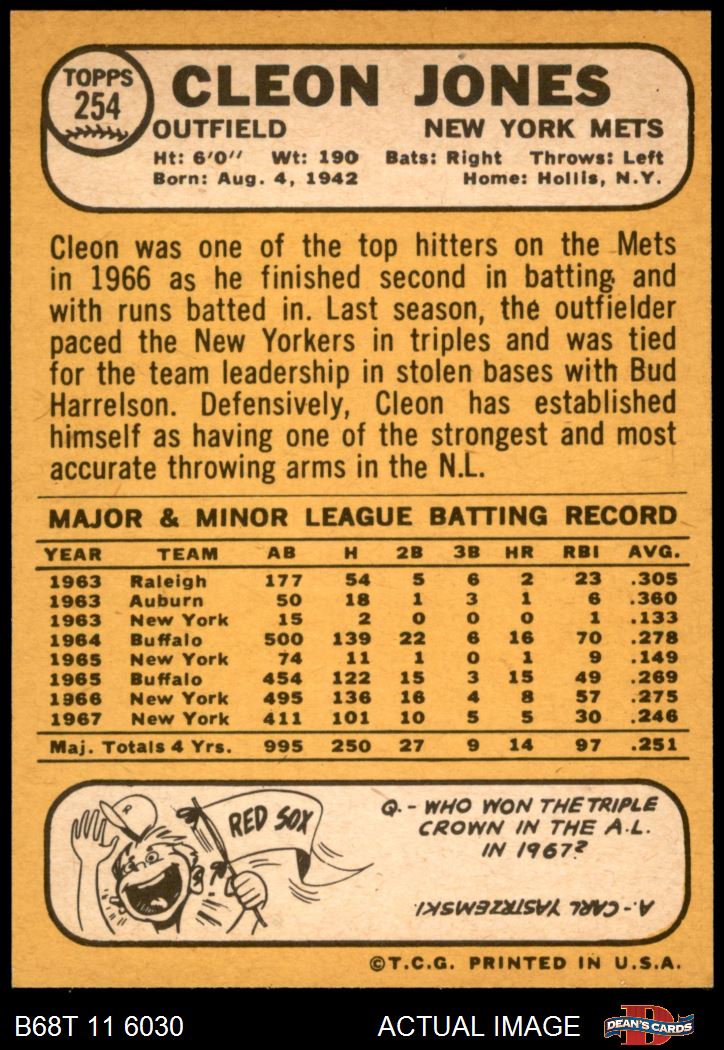 TOPPS
254
CLEON JONES
OUTFIELD NEW YORK METS
Ht: 6'0" Wt: 190 Bats: Right Throws: Left
Born: Aug. 4, 1942 Home: Hollis, N.Y.
Cleon was one of the top hitters on the Mets
in 1966 as he finished second in batting and
with runs batted in. Last season, the outfielder
paced the New Yorkers in triples and was tied
for the team leadership in stolen bases with Bud
Harrelson. Defensively, Cleon has established
himself as having one of the strongest and most
accurate throwing arms in the N.L.
MAJOR & MINOR LEAGUE BATTING RECORD
YEAR TEAM AB H 2B 3B HR RBI AVG.
1963 Raleigh 177 54 5 6 2 23 .305
1963 Auburn 50 18 1 3 1 6 .360
1963 New York 15 2 0 0 0 1 .133
1964 Buffalo 500 139 22 6 16 70 .278
1965 New York 74 11 1 0 1 9 .149
1965 Buffalo 454 122 15 3 15 49 .269
1966 New York 495 136 16 4 8 57 .275
1967 New York 411 101 10 5 5 30 .246
Maj. Totals 4 Yrs. 995 250 27 9 14 97 .251
RED SOX
Q.- WHO WON THE TRIPLE
CROWN IN THE A.L.
IN 1967?
A.- CARL YASTRZEMSKI
©T.C.G. PRINTED IN U.S.A.
B68T 11 6030 ACTUAL IMAGE D DEAN'S CARDS